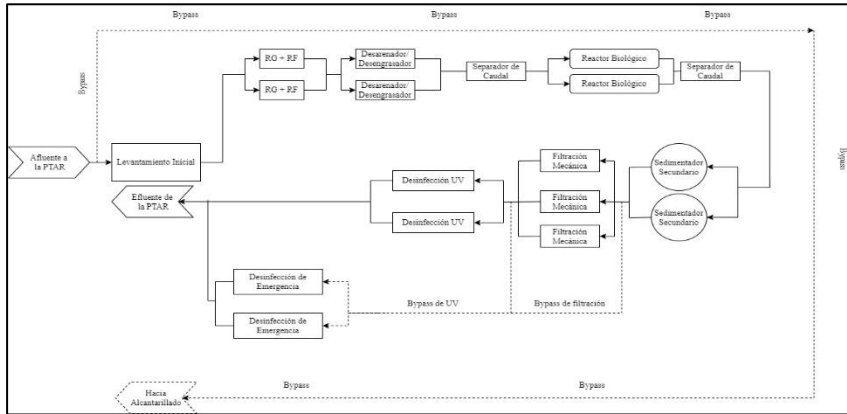 Bypass
Bypass
Bypass
Bypass
RG + RF
RG + RF
Desarenador/
Desengrasador
Desarenador/
Desengrasador
Separador de
Caudal
Reactor Biológico
Reactor Biológico
Separador de
Caudal
Afluente a
la PTAR
Levantamiento Inicial
Bypass
Efluente de
la PTAR
Desinfección UV
Desinfección UV
Filtración
Mecánica
Filtración
Mecánica
Filtración
Mecánica
Sedimentador
Secundario
Sedimentador
Secundario
Desinfección de
Emergencia
Desinfección de
Emergencia
Bypass de UV
Bypass de filtración
Bypass
Bypass
Hacia
Alcantarillado